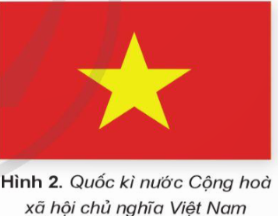 Hình 2. Quốc kì nước Cộng hoà
xã hội chủ nghĩa Việt Nam